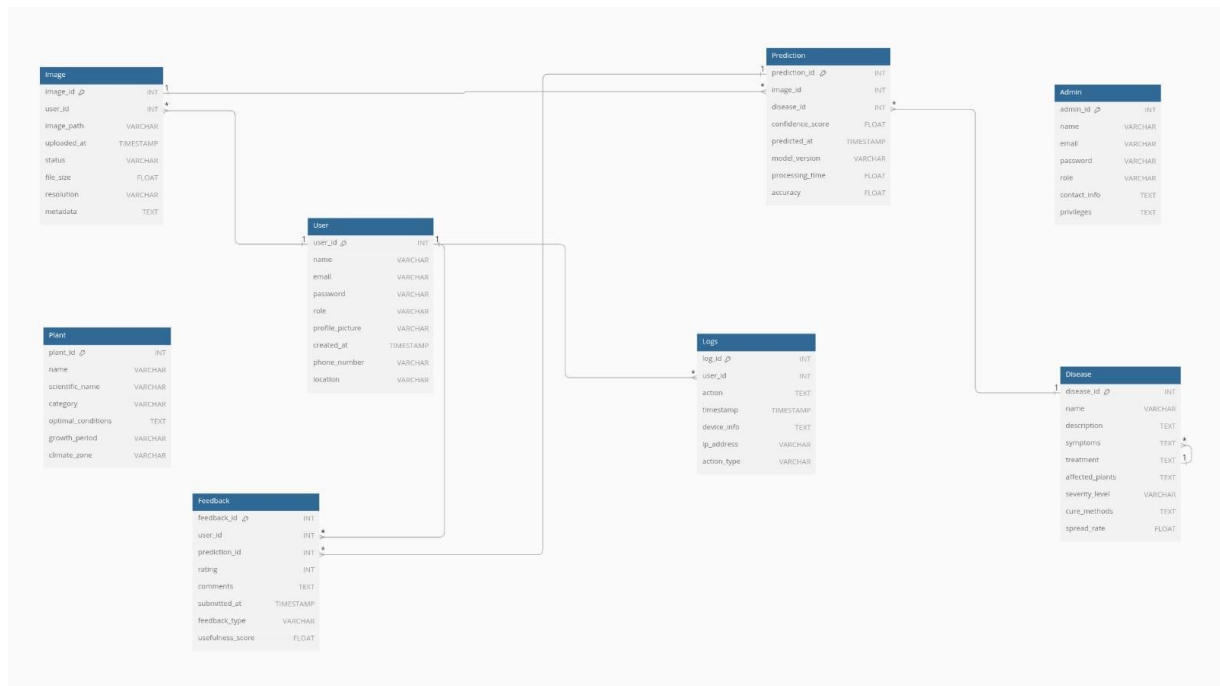 Image
image_id INT 1
user_id INT *
image_path VARCHAR
uploaded_at TIMESTAMP
status VARCHAR
file_size FLOAT
resolution VARCHAR
metadata TEXT
Prediction
1 prediction_id INT
* image_id INT
disease_id INT *
confidence_score FLOAT
predicted_at TIMESTAMP
model_version VARCHAR
processing_time FLOAT
accuracy FLOAT
Admin
admin_id INT
name VARCHAR
email VARCHAR
password VARCHAR
role VARCHAR
contact_info TEXT
privileges TEXT
User
1 user_id INT 1
name VARCHAR
email VARCHAR
password VARCHAR
role VARCHAR
profile_picture VARCHAR
created_at TIMESTAMP
phone_number VARCHAR
location VARCHAR
Plant
plant_id INT
name VARCHAR
scientific_name VARCHAR
category VARCHAR
optimal_conditions TEXT
growth_period VARCHAR
climate_zone VARCHAR
Logs
log_id INT
* user_id INT
action TEXT
timestamp TIMESTAMP
device_info TEXT
ip_address VARCHAR
action_type VARCHAR
Disease
1 disease_id INT
name VARCHAR
description TEXT
symptoms TEXT *
treatment TEXT 1
affected_plants TEXT
severity_level VARCHAR
cure_methods TEXT
spread_rate FLOAT
Feedback
feedback_id INT
user_id INT *
prediction_id INT *
rating INT
comments TEXT
submitted_at TIMESTAMP
feedback_type VARCHAR
usefulness_score FLOAT